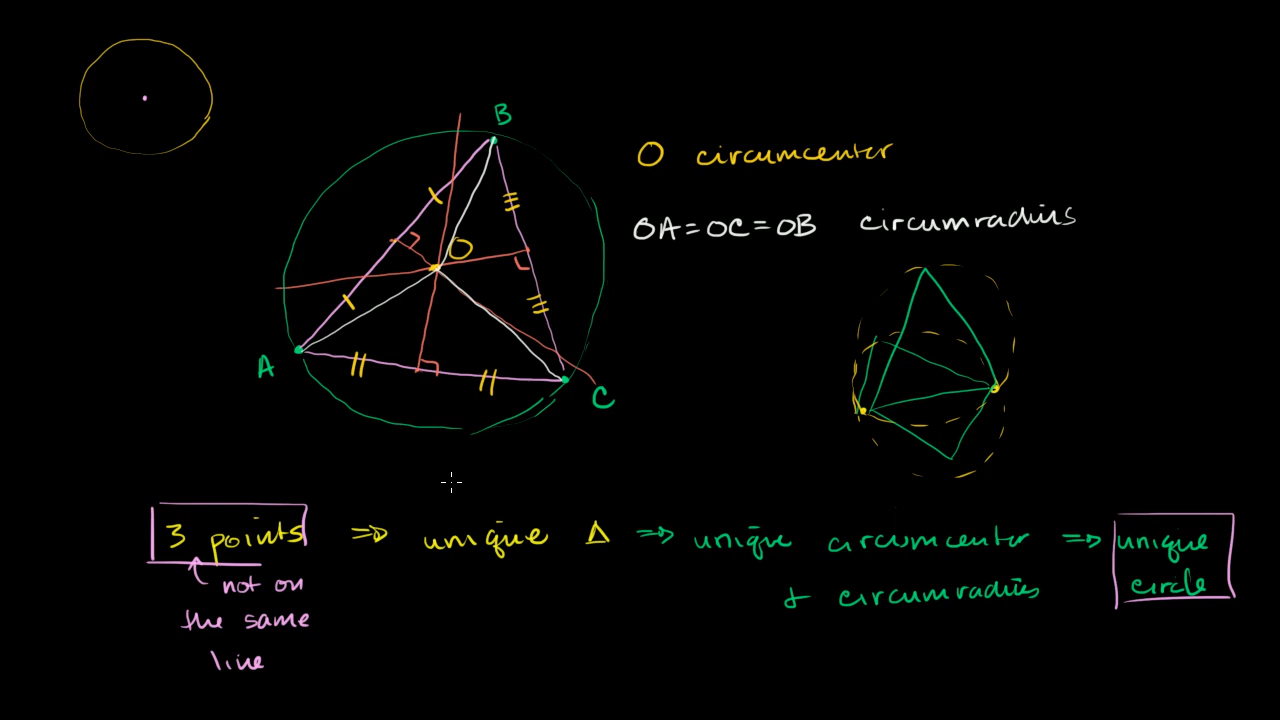 B
O circumcenter
OA=OC=OB circumradius
O
A
C
3 points ⇒ unique Δ ⇒ unique circumcenter ⇒ unique
not on + circumradius circle
the same
line